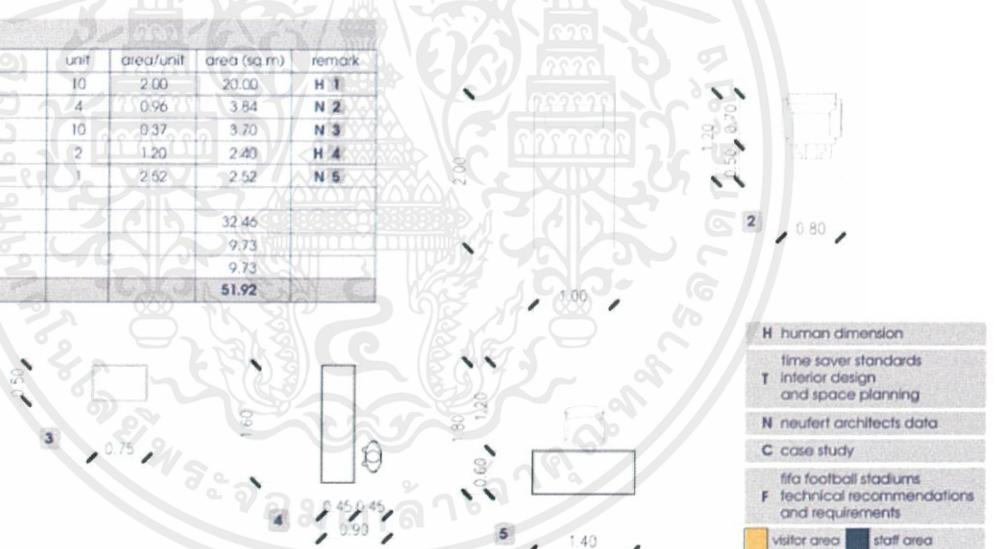 unit area/unit area (sq.m) remark
10 2.00 20.00 H 1
4 0.96 3.84 N 2
10 0.37 3.70 N 3
2 1.20 2.40 H 4
1 2.52 2.52 N 5
32.46
9.73
9.73
51.92
2.00
1.00
1.20
0.50 0.70
2
0.80
0.50
3
0.75
1.60
4
0.45 0.45
0.90
1.80
1.20
0.60
5
1.40
H human dimension
time saver standards
T interior design
and space planning
N neufert architects data
C case study
fifa football stadiums
F technical recommendations
and requirements
visitor area staff area